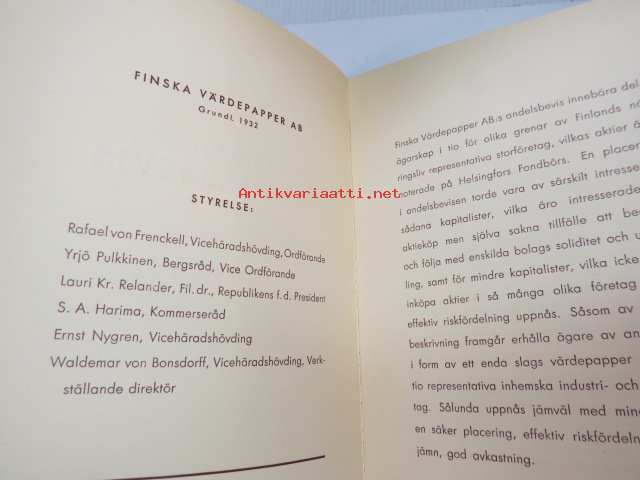 FINSKA VÄRDEPAPPER AB
Grundl. 1932
STYRELSE:
Rafael von Frenckell, Vicehäradshövding, Ordförande
Yrjö Pulkkinen, Bergsråd, Vice Ordförande
Lauri Kr. Relander, Fil. dr., Republikens f. d. President
S. A. Harima, Kommerseråd
Ernst Nygren, Vicehäradshövding
Waldemar von Bonsdorff, Vicehäradshövding, Verk-
ställande direktör
Finska Värdepapper AB:s andelsbevis innebära del
ägarskap i tio för olika grenar av Finlands nä
ringsliv representativa storföretag, vilkas aktier ä
noterade på Helsingfors Fondbörs. En placer
i andelsbevisen torde vara av särskilt intresse
sådana kapitalister, vilka äro intresserade
aktieköp men själva sakna tillfälle att be
och följa med enskilda bolags soliditet och u
ling, samt för mindre kapitalister, vilka icke
inköpa aktier i så många olika företag
effektiv riskfördelning uppnås. Såsom av
beskrivning framgår erhålla ägare av an
i form av ett enda slags värdepapper
tio representativa inhemska industri- och
tag. Sålunda uppnås jämväl med mind
en säker placering, effektiv riskfördeln
jämn, god avkastning.
Antikvariaatti.net